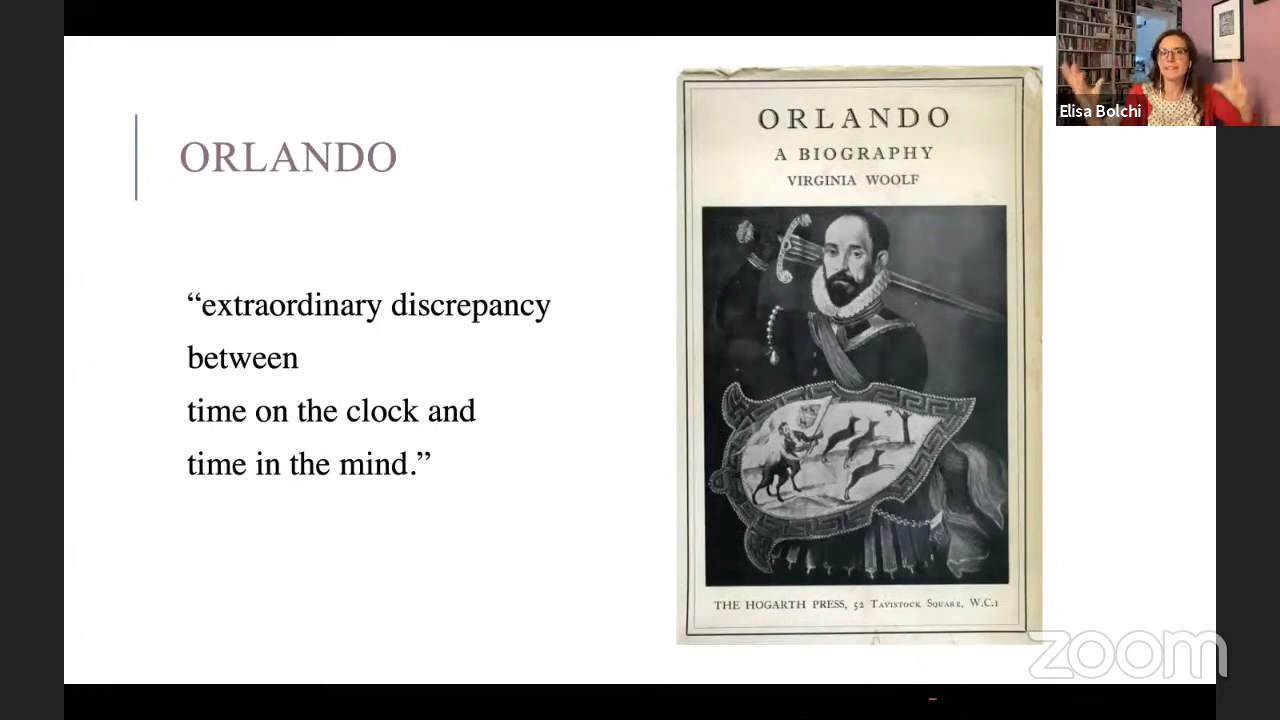 ORLANDO
“extraordinary discrepancy
between
time on the clock and
time in the mind.”
ORLANDO
A BIOGRAPHY
VIRGINIA WOOLF
THE HOGARTH PRESS, 52 TAVISTOCK SQUARE, W.C.1
Elisa Bolchi
zoom